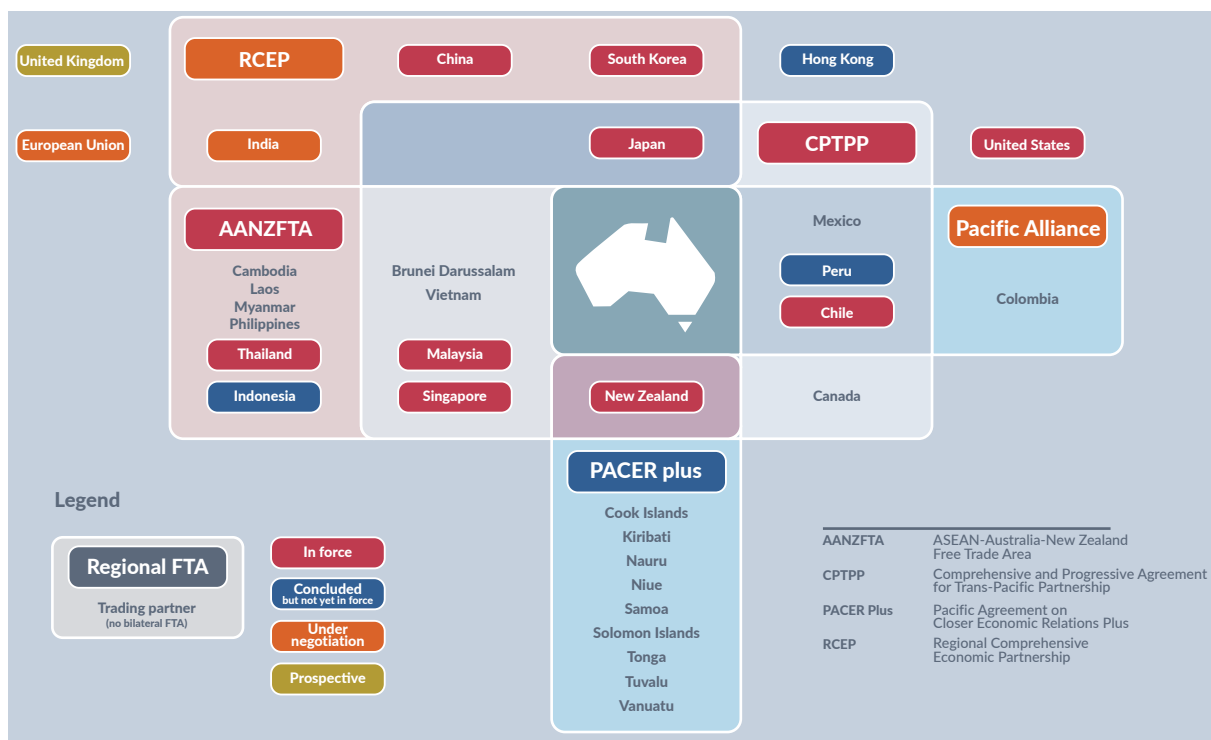 United Kingdom
RCEP
China
South Korea
Hong Kong
European Union
India
Japan
CPTPP
United States
AANZFTA
Cambodia
Laos
Myanmar
Philippines
Thailand
Indonesia
Brunei Darussalam
Vietnam
Malaysia
Singapore
New Zealand
Mexico
Peru
Chile
Canada
Pacific Alliance
Colombia
PACER plus
Cook Islands
Kiribati
Nauru
Niue
Samoa
Solomon Islands
Tonga
Tuvalu
Vanuatu
Legend
Regional FTA
Trading partner
(no bilateral FTA)
In force
Concluded
but not yet in force
Under
negotiation
Prospective
AANZFTA ASEAN-Australia-New Zealand
Free Trade Area
CPTPP Comprehensive and Progressive Agreement
for Trans-Pacific Partnership
PACER Plus Pacific Agreement on
Closer Economic Relations Plus
RCEP Regional Comprehensive
Economic Partnership